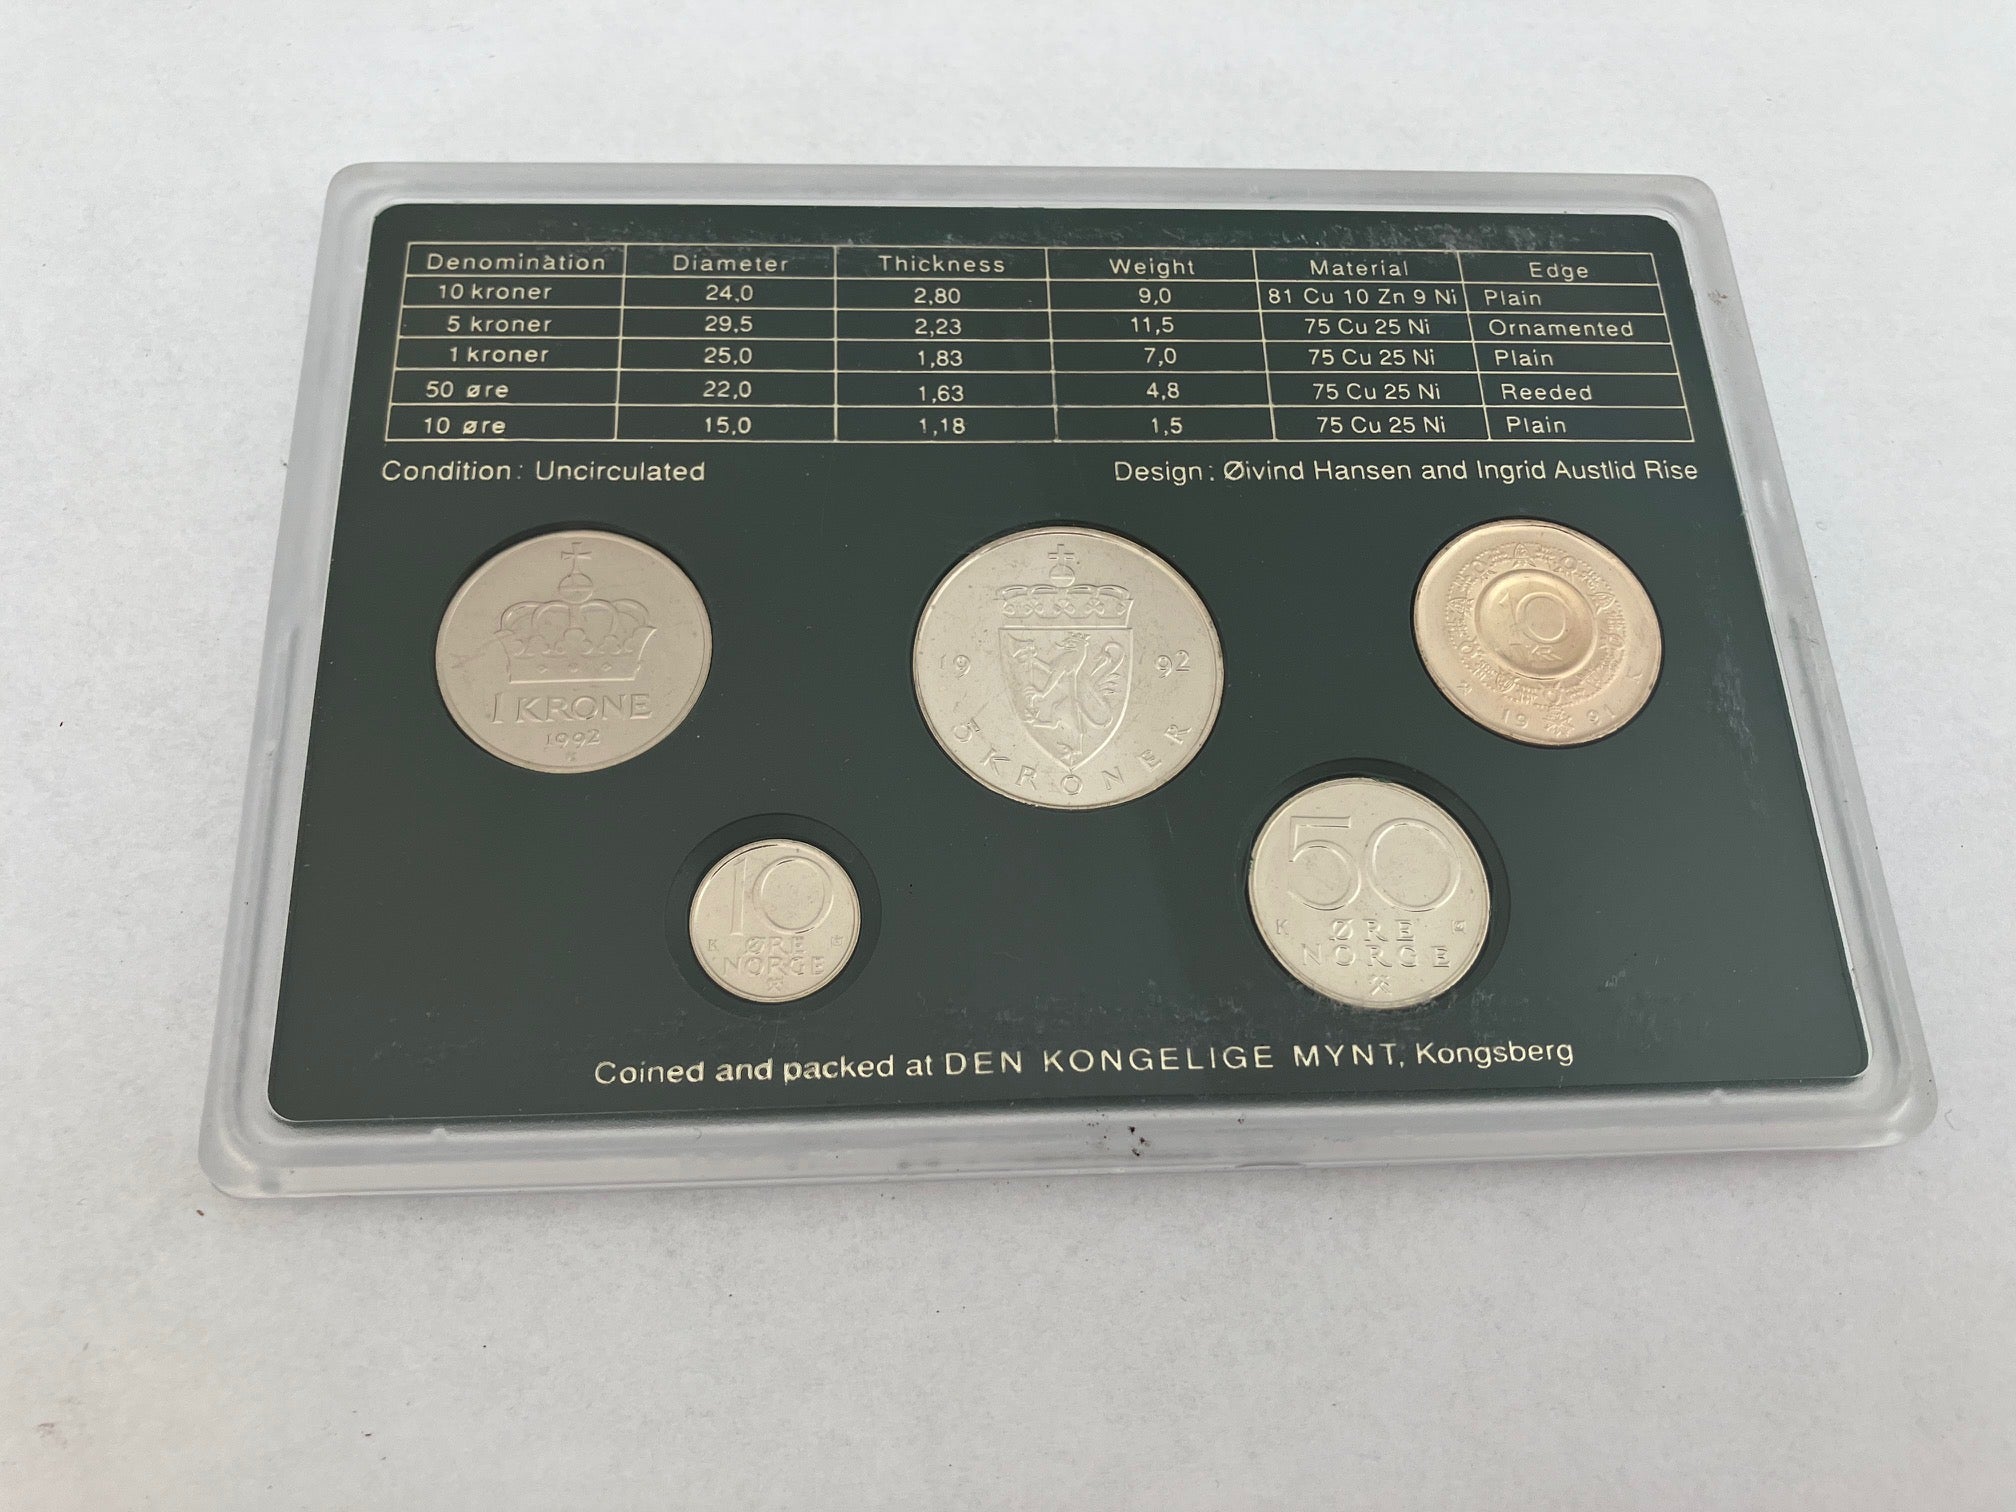 Denomination Diameter Thickness Weight Material Edge
10 kroner 24,0 2,80 9,0 81 Cu 10 Zn 9 Ni Plain
5 kroner 29,5 2,23 11,5 75 Cu 25 Ni Ornamented
1 kroner 25,0 1,83 7,0 75 Cu 25 Ni Plain
50 øre 22,0 1,63 4,8 75 Cu 25 Ni Reeded
10 øre 15,0 1,18 1,5 75 Cu 25 Ni Plain
Condition: Uncirculated
Design: Øivind Hansen and Ingrid Austlid Rise
1 KRONE
1992
19 92
5 KRONER
10
KR
19 91
10
K ØRE
NORGE
50
K ØRE
NORGE
Coined and packed at DEN KONGELIGE MYNT, Kongsberg